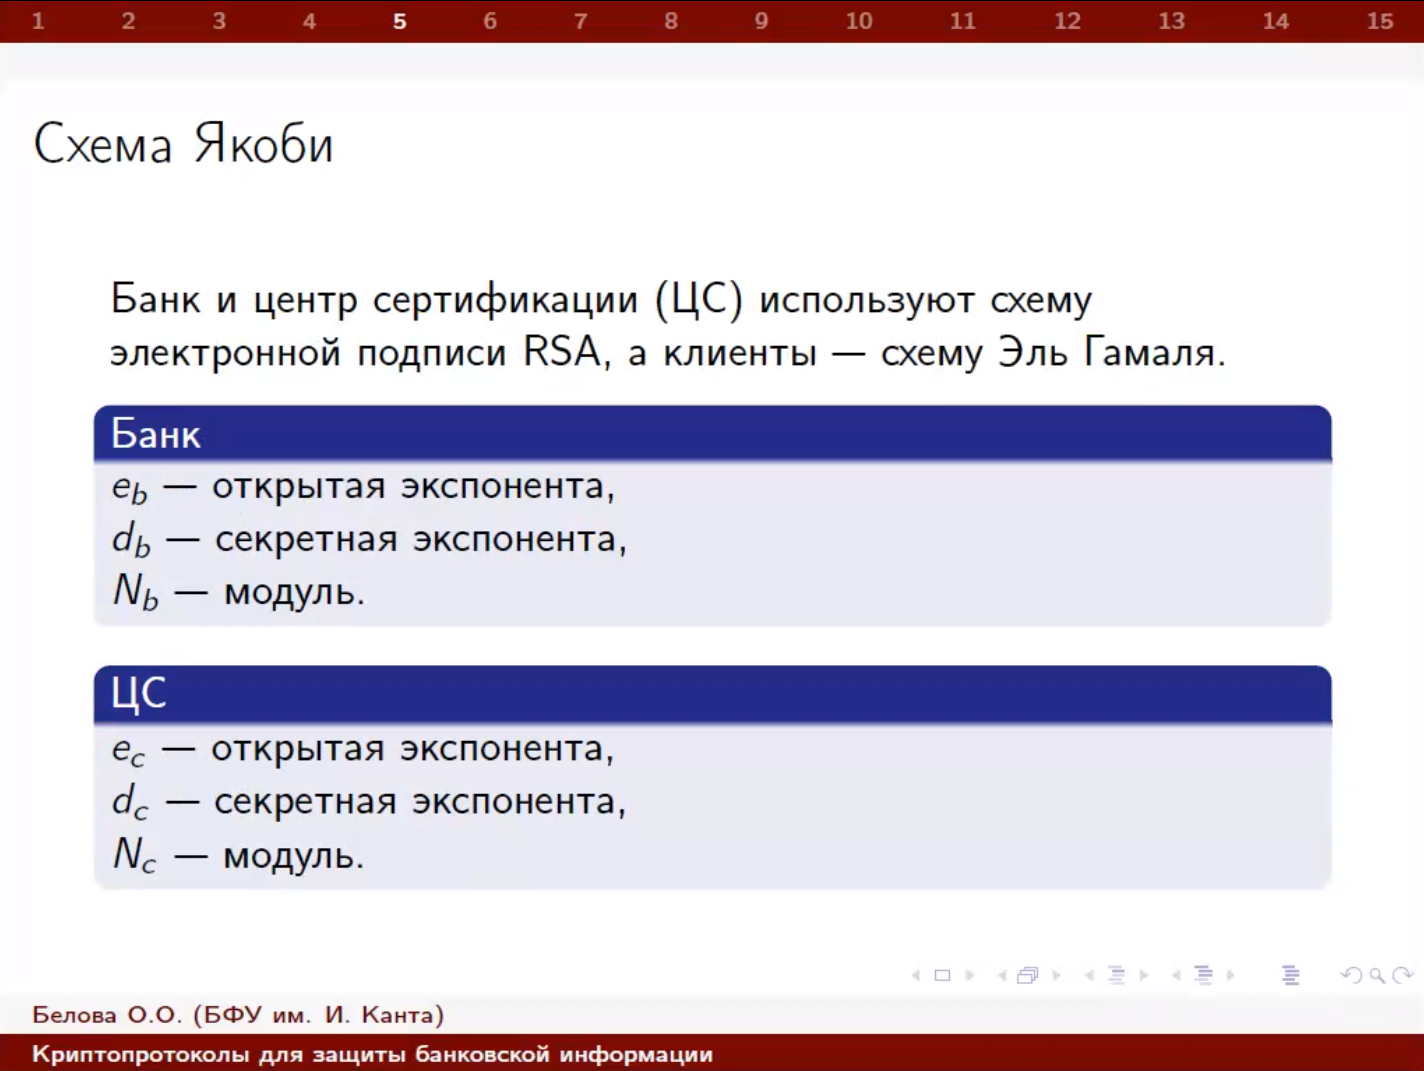 1 2 3 4 5 6 7 8 9 10 11 12 13 14 15
Схема Якоби
Банк и центр сертификации (ЦС) используют схему
электронной подписи RSA, а клиенты — схему Эль Гамаля.
Банк
e_b — открытая экспонента,
d_b — секретная экспонента,
N_b — модуль.
ЦС
e_c — открытая экспонента,
d_c — секретная экспонента,
N_c — модуль.
Белова О.О. (БФУ им. И. Канта)
Криптопротоколы для защиты банковской информации